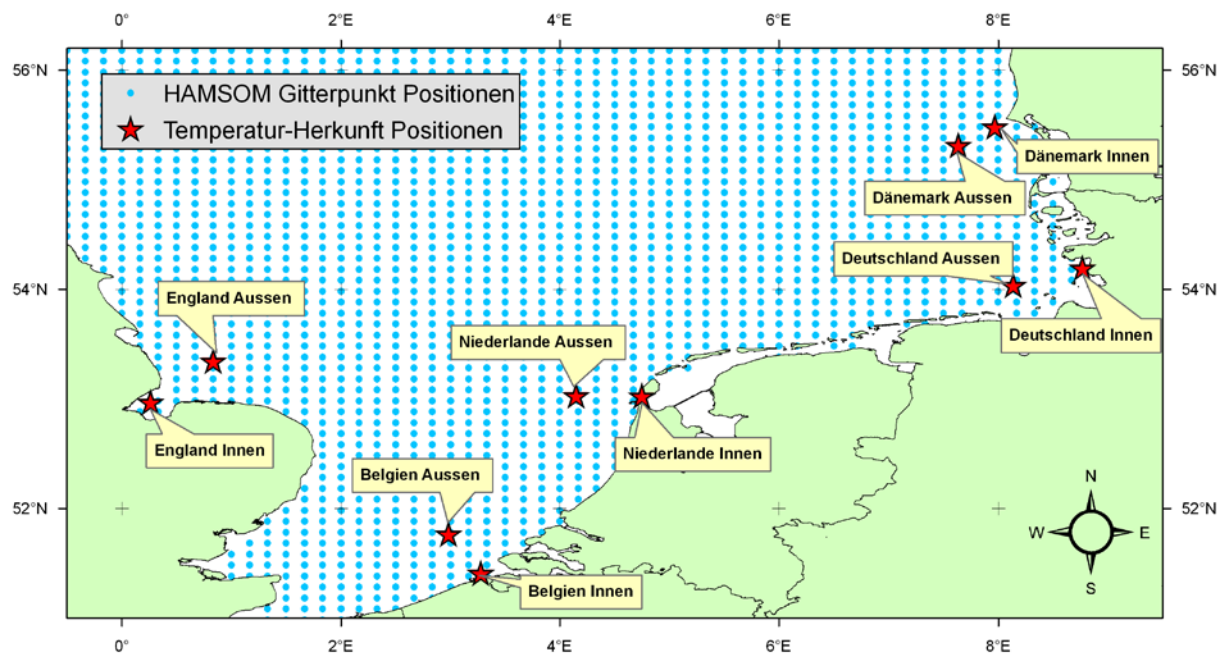 0°
2°E
4°E
6°E
8°E
56°N
56°N
HAMSOM Gitterpunkt Positionen
Temperatur-Herkunft Positionen
Dänemark Innen
Dänemark Aussen
Deutschland Aussen
54°N
54°N
England Aussen
Niederlande Aussen
Deutschland Innen
England Innen
Niederlande Innen
Belgien Aussen
N
52°N
52°N
W
E
Belgien Innen
S
0°
2°E
4°E
6°E
8°E